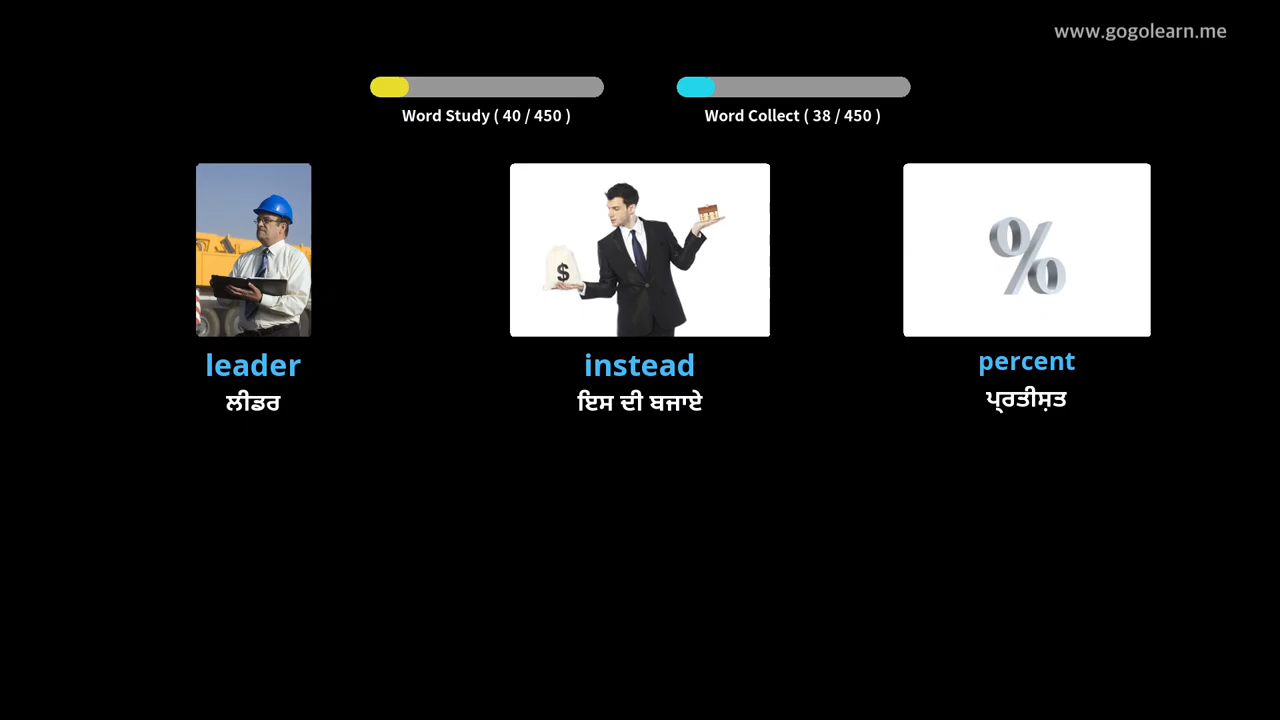 www.gogolearn.me
Word Study ( 40 / 450 )
Word Collect ( 38 / 450 )
$
%
leader
instead
percent
ਲੀਡਰ
ਇਸ ਦੀ ਬਜਾਏ
ਪ੍ਰਤੀਸ਼ਤ